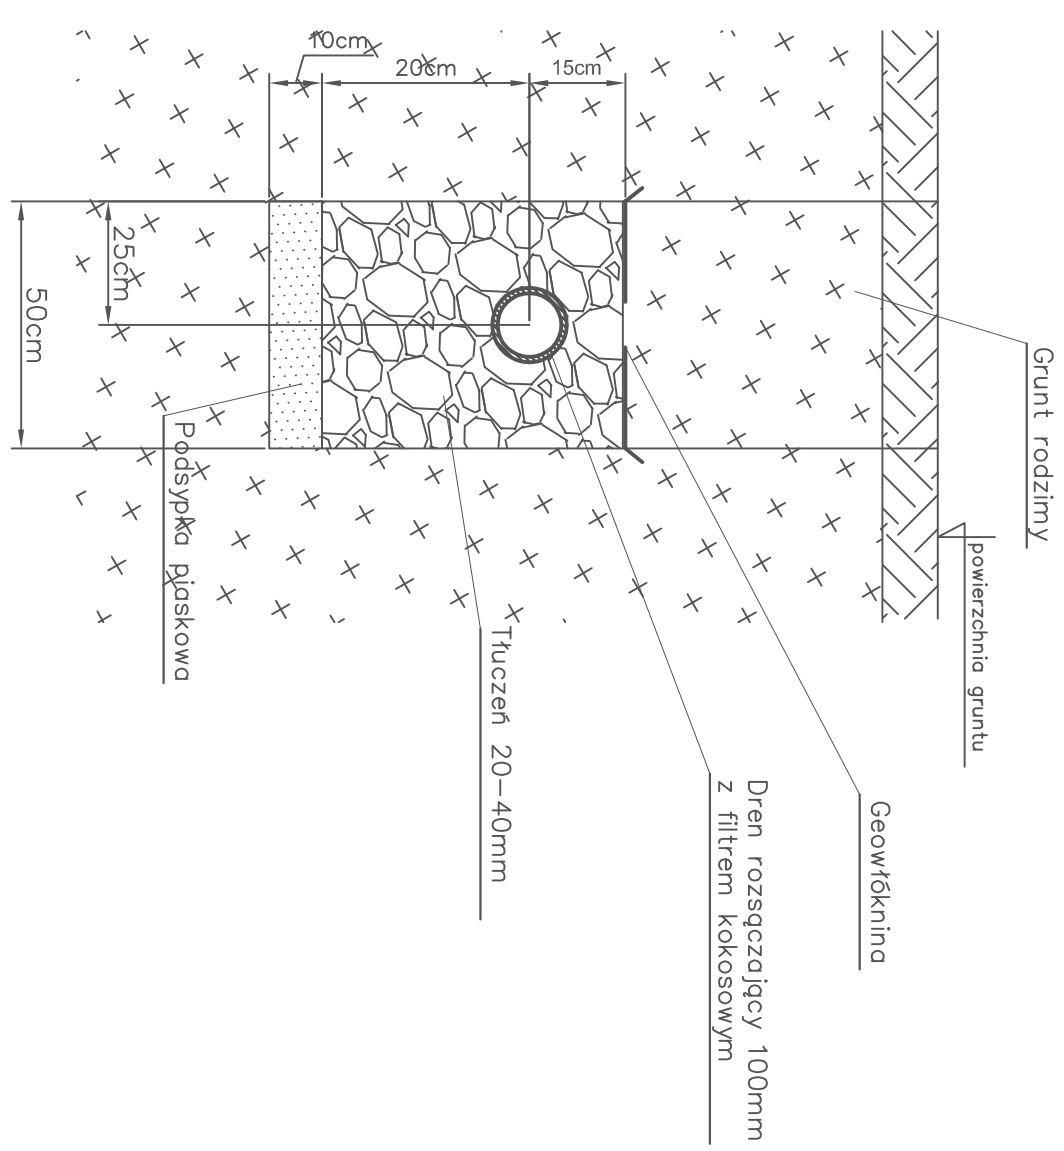 Grunt rodzimy
powierzchnia gruntu
Geowłóknina
Dren rozsączający 100mm
z filtrem kokosowym
Tłuczeń 20-40mm
Podsypka piaskowa
15cm
20cm
10cm
25cm
50cm